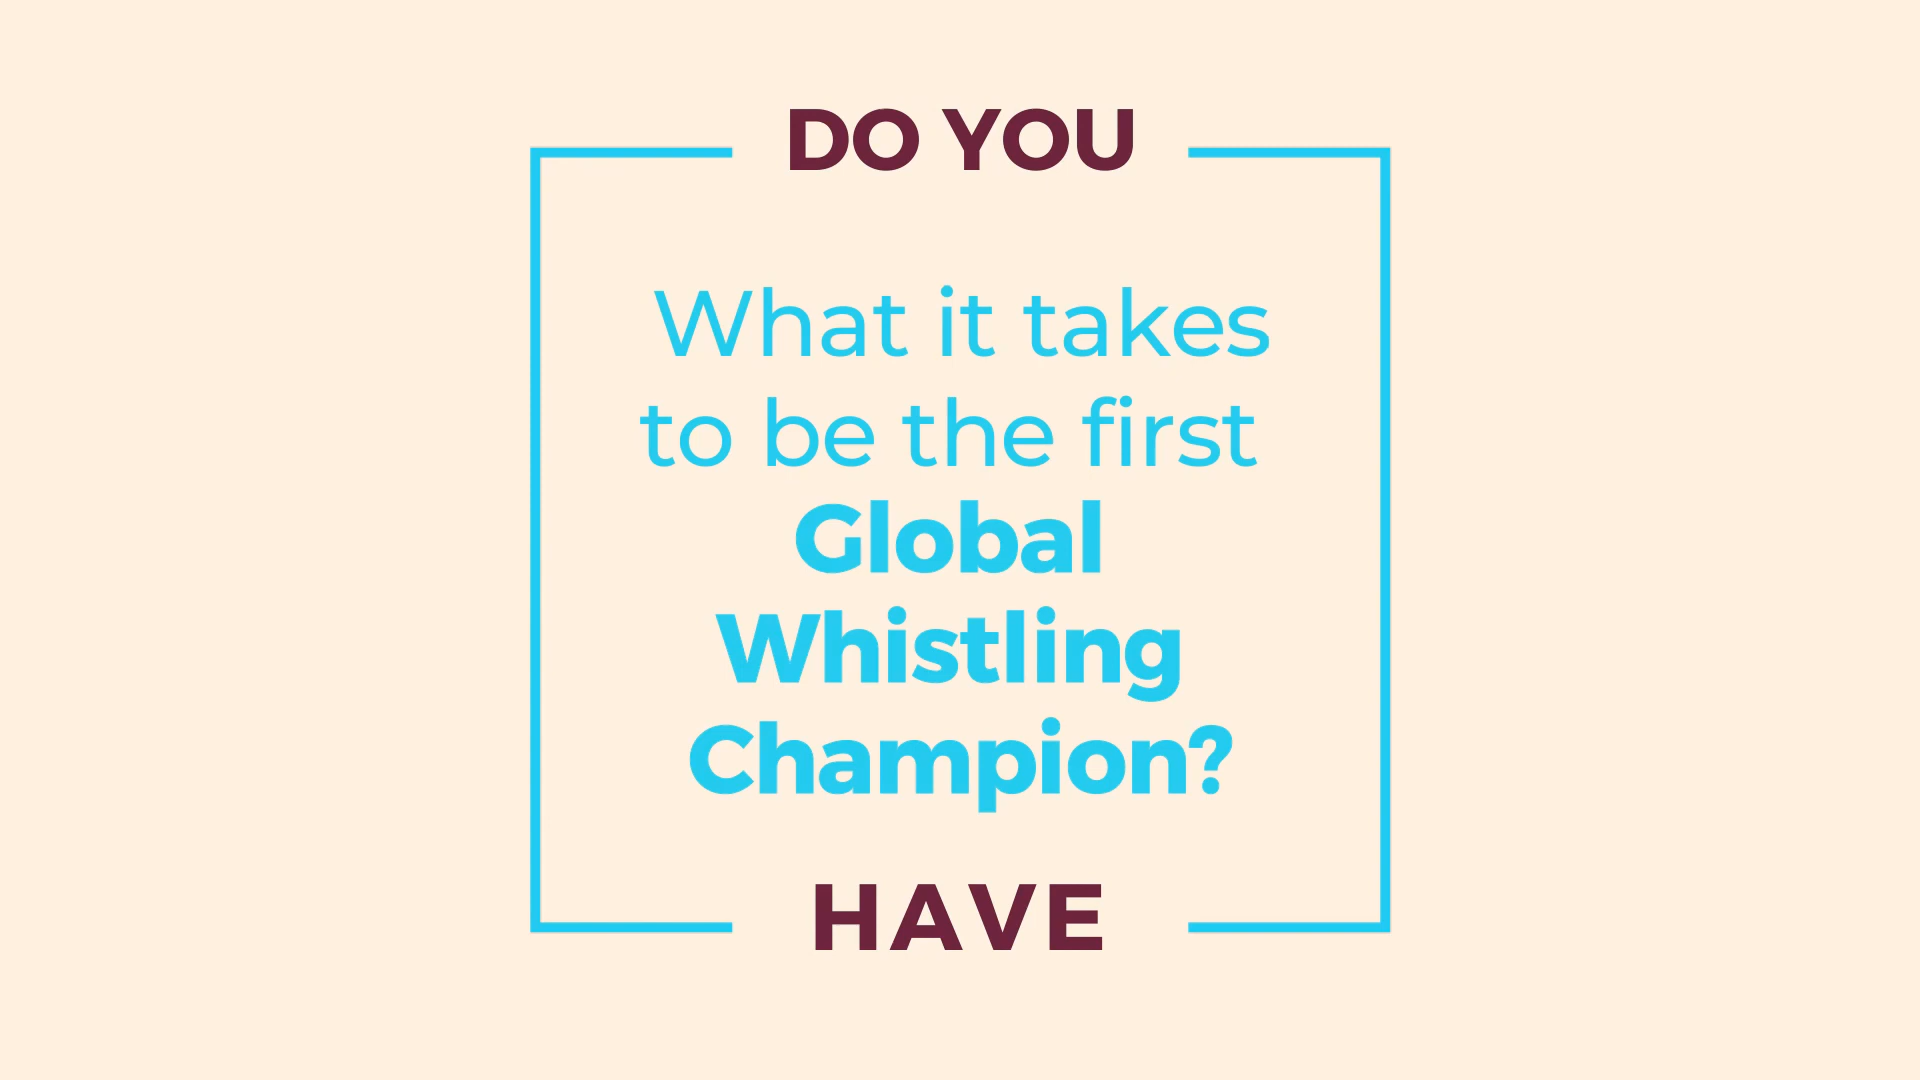 DO YOU
What it takes
to be the first
Global
Whistling
Champion?
HAVE